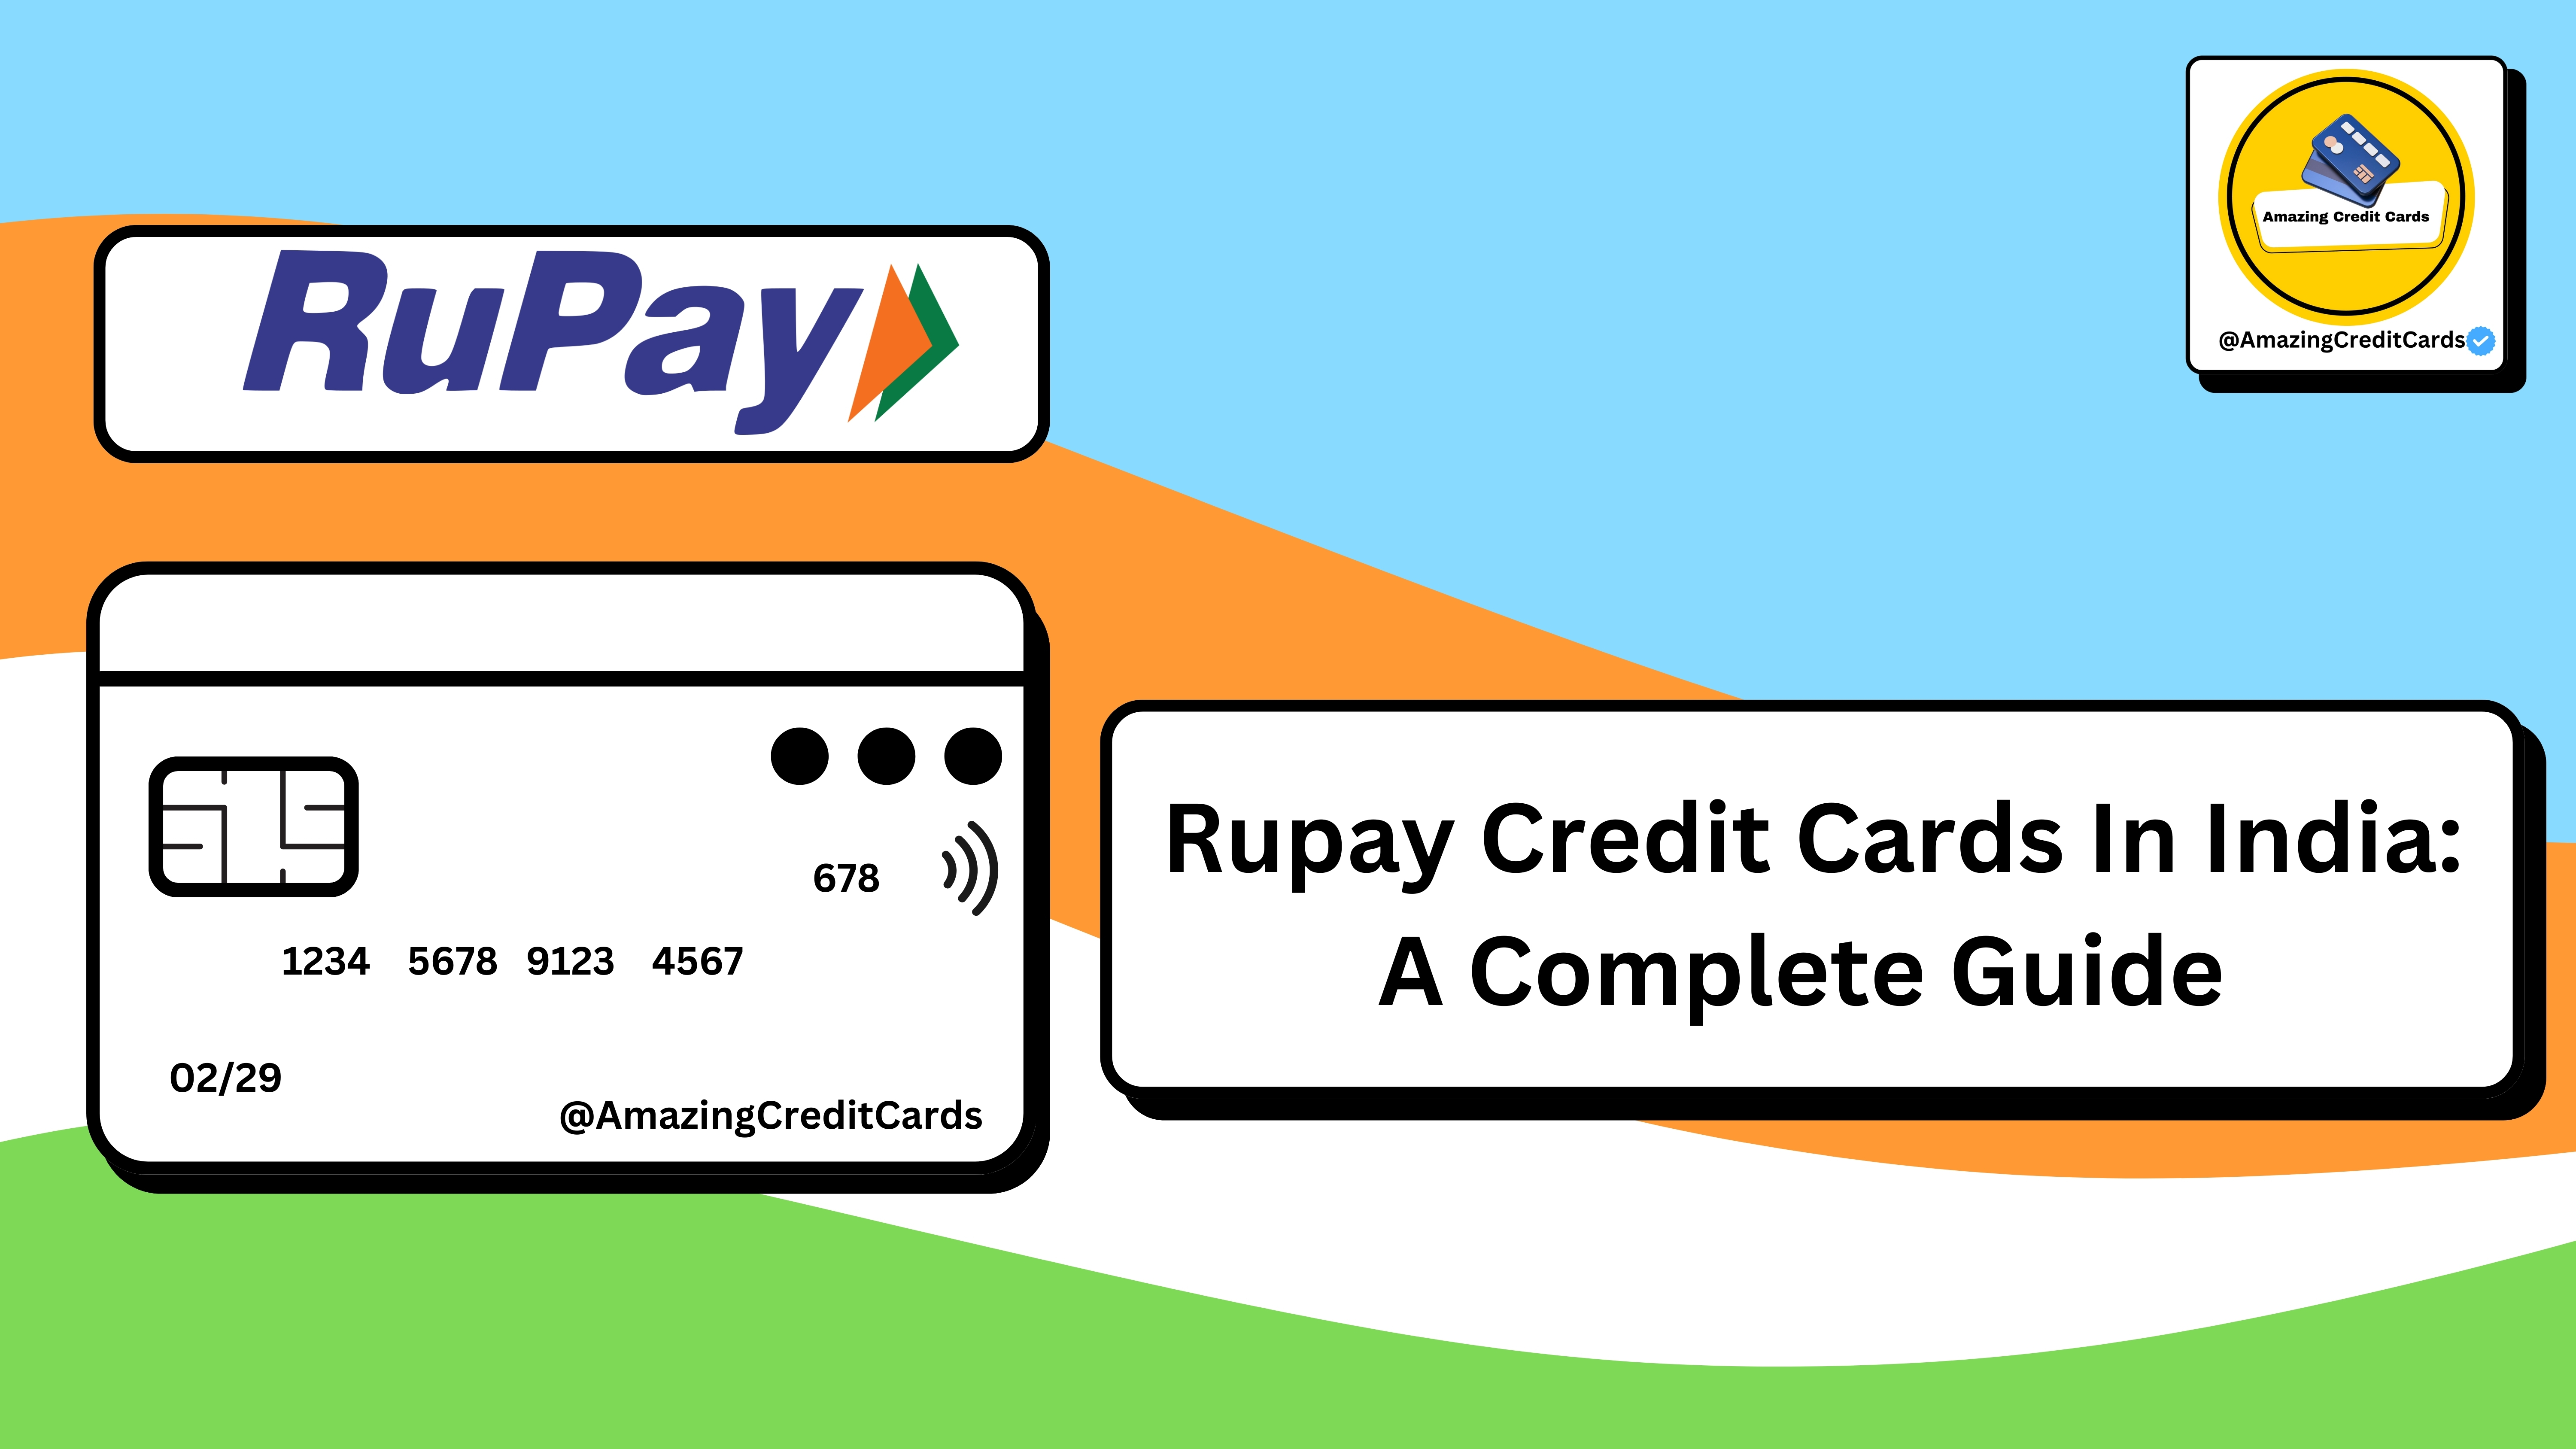 RuPay
Amazing Credit Cards
@AmazingCreditCards
678
1234 5678 9123 4567
02/29
@AmazingCreditCards
Rupay Credit Cards In India:
A Complete Guide